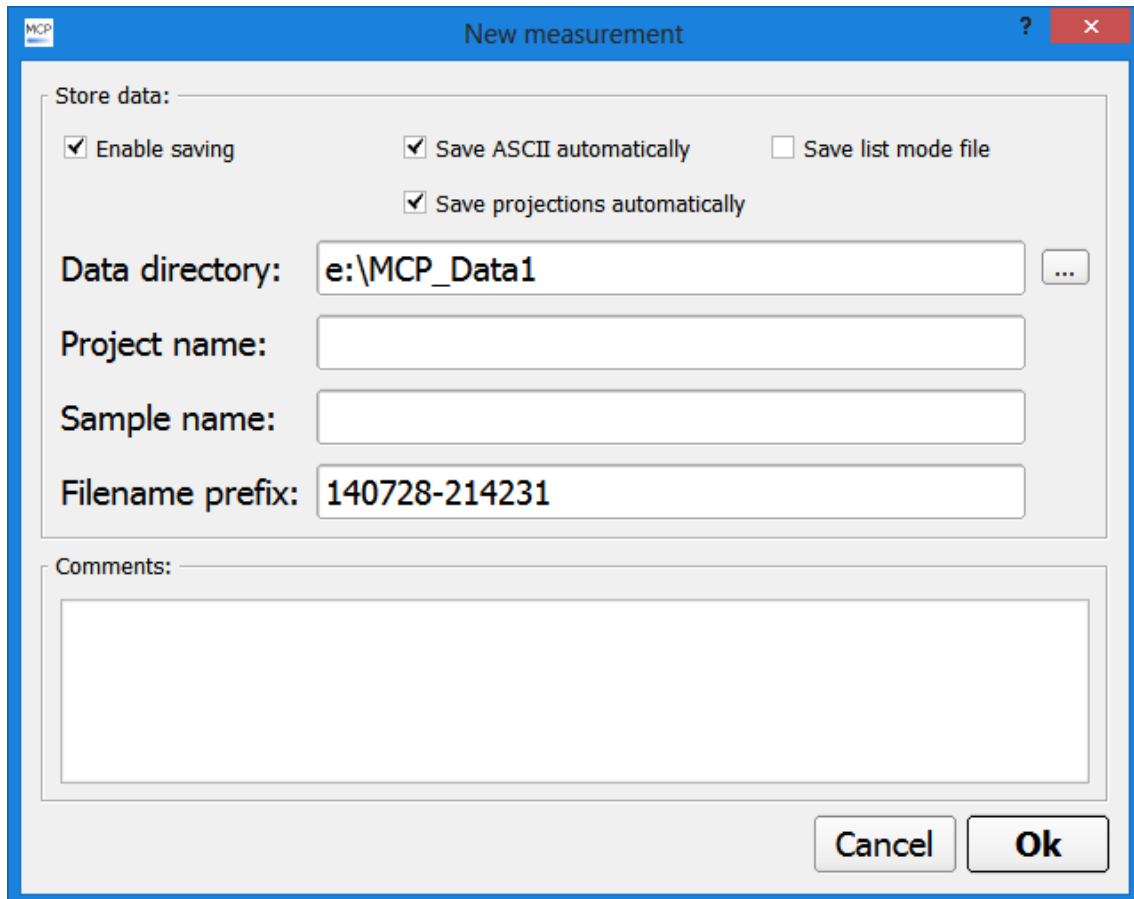 MCP New measurement ? ×
Store data:
Enable saving Save ASCII automatically Save list mode file
Save projections automatically
Data directory: e:\MCP_Data1 ...
Project name:
Sample name:
Filename prefix: 140728-214231
Comments:
Cancel Ok